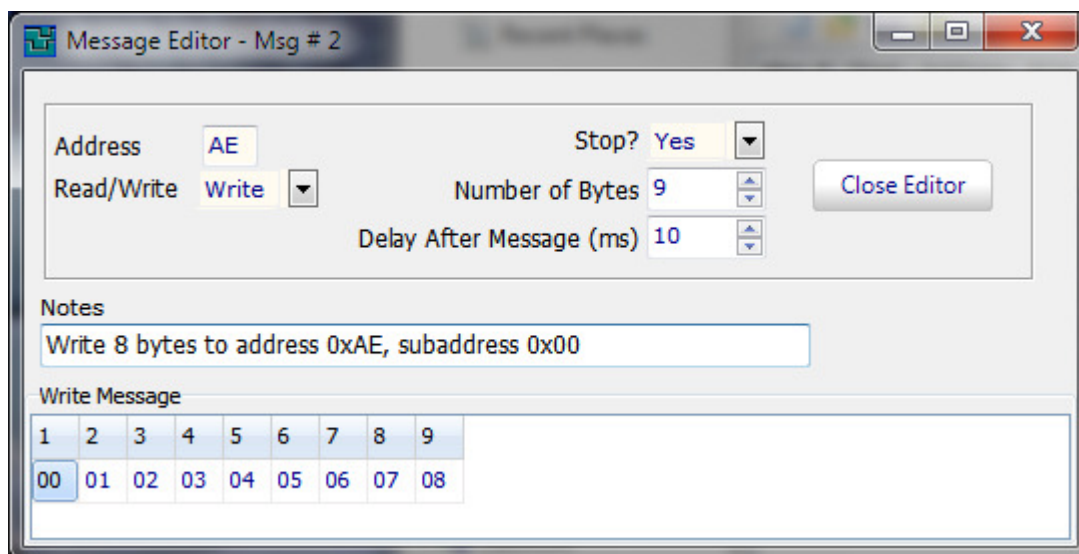 Message Editor - Msg # 2
Recent Places
Address AE Stop? Yes
Read/Write Write Number of Bytes 9 Close Editor
Delay After Message (ms) 10
Notes
Write 8 bytes to address 0xAE, subaddress 0x00
Write Message
1 2 3 4 5 6 7 8 9
00 01 02 03 04 05 06 07 08